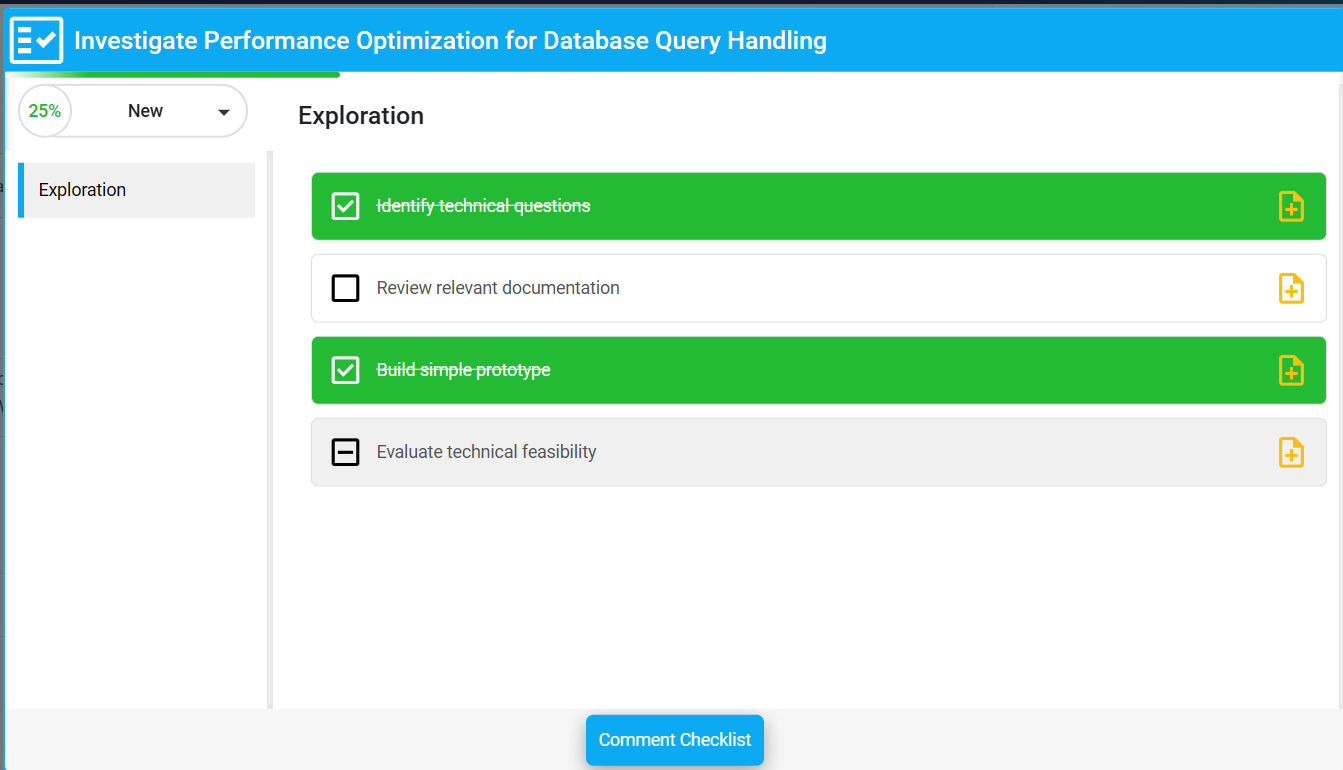 Investigate Performance Optimization for Database Query Handling
25%
New
Exploration
Exploration
Identify technical questions
Review relevant documentation
Build simple prototype
Evaluate technical feasibility
Comment Checklist